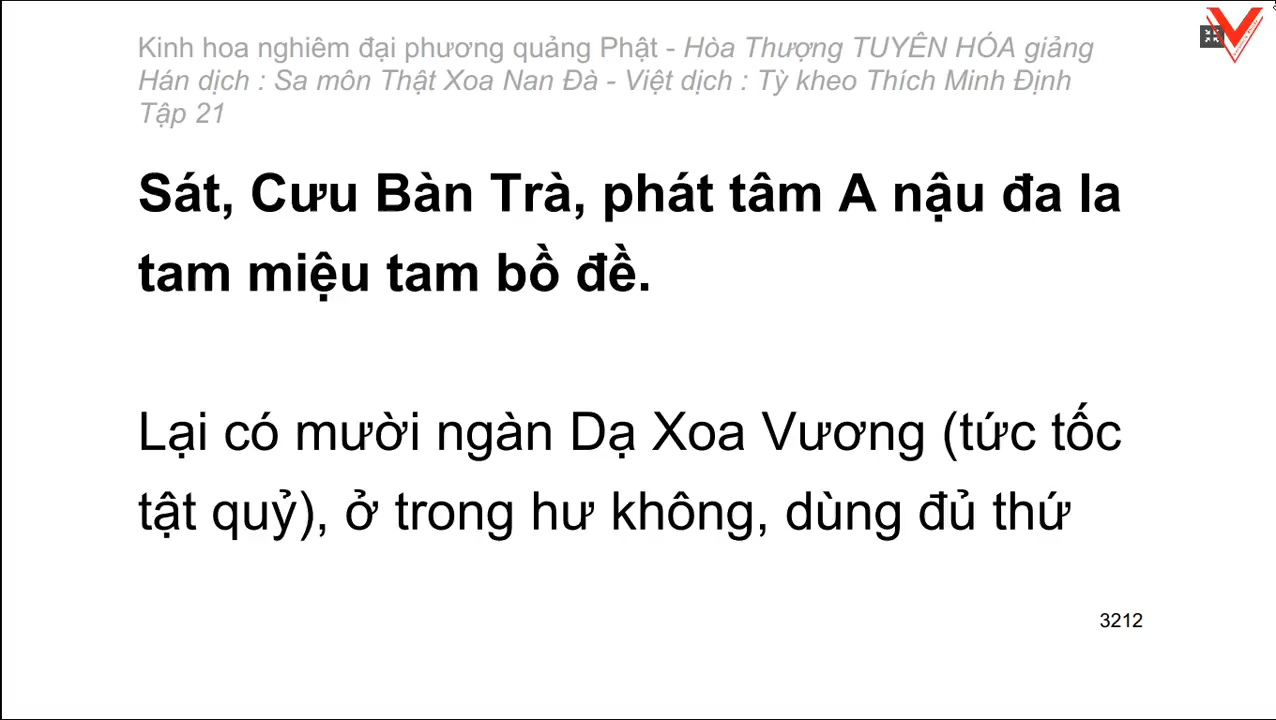 Kinh hoa nghiêm đại phương quảng Phật - Hòa Thượng TUYÊN HÓA giảng
Hán dịch : Sa môn Thật Xoa Nan Đà - Việt dịch : Tỳ kheo Thích Minh Định
Tập 21
Sát, Cưu Bàn Trà, phát tâm A nậu đa la
tam miệu tam bồ đề.
Lại có mười ngàn Dạ Xoa Vương (tức tốc
tật quỷ), ở trong hư không, dùng đủ thứ
3212